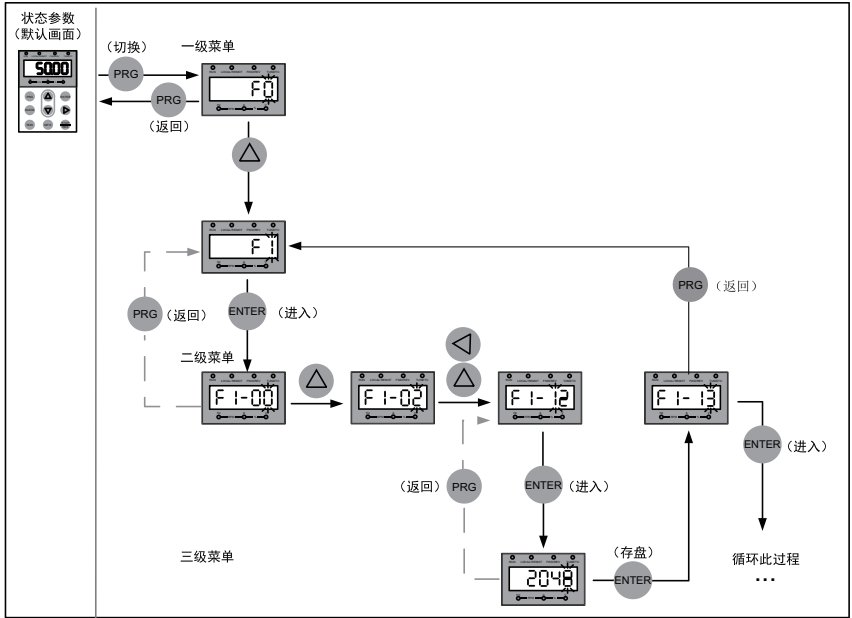 状态参数
(默认画面)
50.00
(切换)
PRG
一级菜单
F0
PRG
(返回)
F1
PRG
(返回)
ENTER
(进入)
PRG
(返回)
二级菜单
F1-00
F1-02
F1-12
F1-13
(返回)
PRG
ENTER
(进入)
ENTER
(进入)
三级菜单
2048
(存盘)
ENTER
循环此过程
...